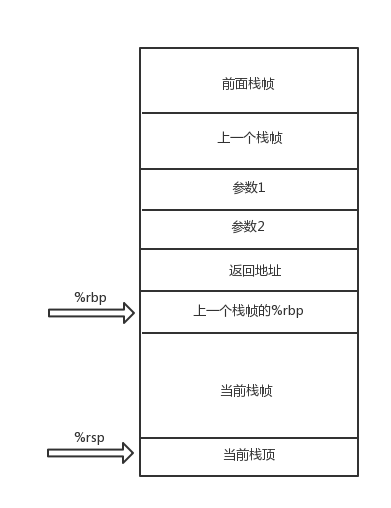 前面栈帧
上一个栈帧
参数1
参数2
返回地址
%rbp
上一个栈帧的%rbp
当前栈帧
%rsp
当前栈顶